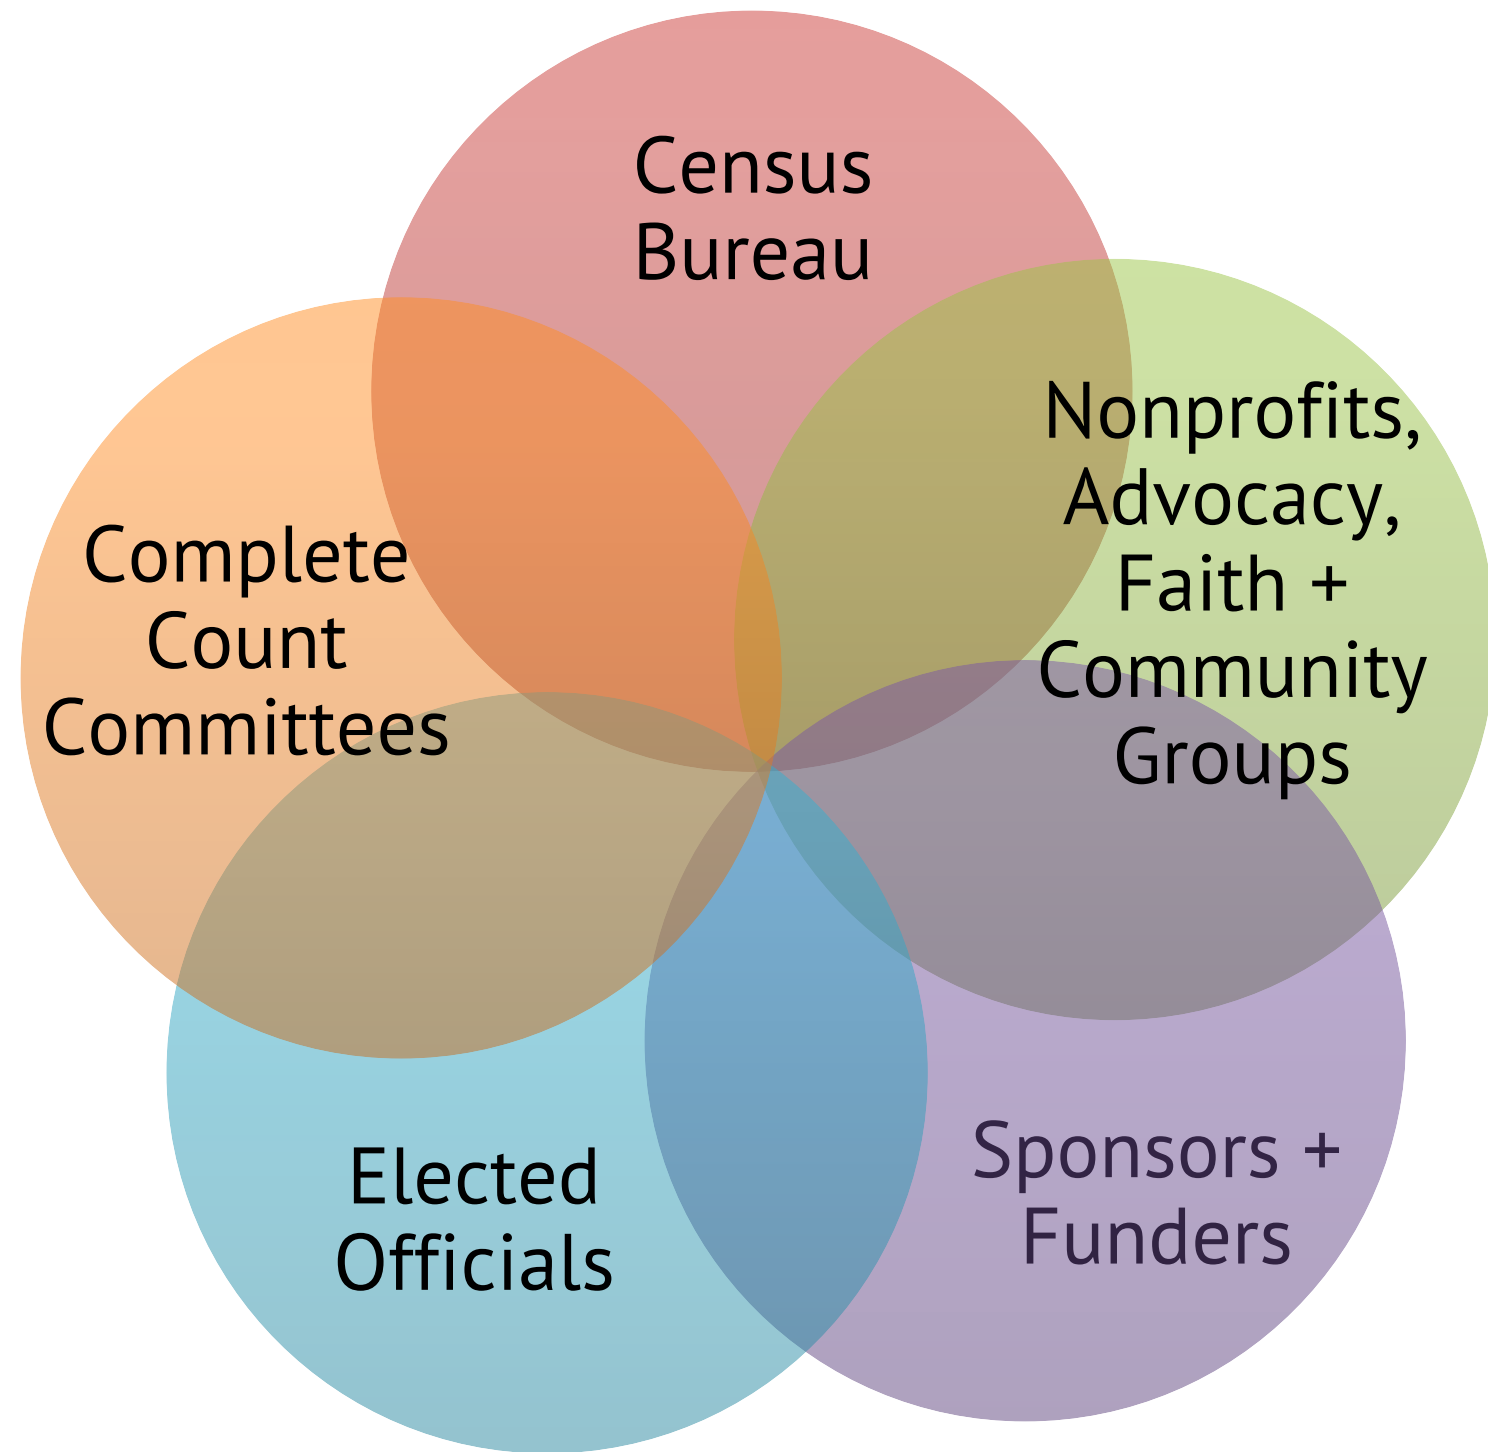 Census
Bureau
Nonprofits,
Advocacy,
Faith +
Community
Groups
Complete
Count
Committees
Elected
Officials
Sponsors +
Funders